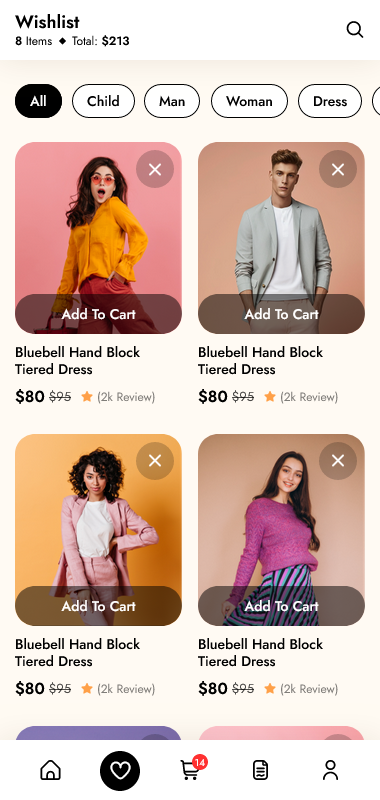 Wishlist
8 Items ◆ Total: $213
All
Child
Man
Woman
Dress
Add To Cart
Add To Cart
Bluebell Hand Block
Tiered Dress
$80 $95 (2k Review)
Bluebell Hand Block
Tiered Dress
$80 $95 (2k Review)
Add To Cart
Add To Cart
Bluebell Hand Block
Tiered Dress
$80 $95 (2k Review)
Bluebell Hand Block
Tiered Dress
$80 $95 (2k Review)
14